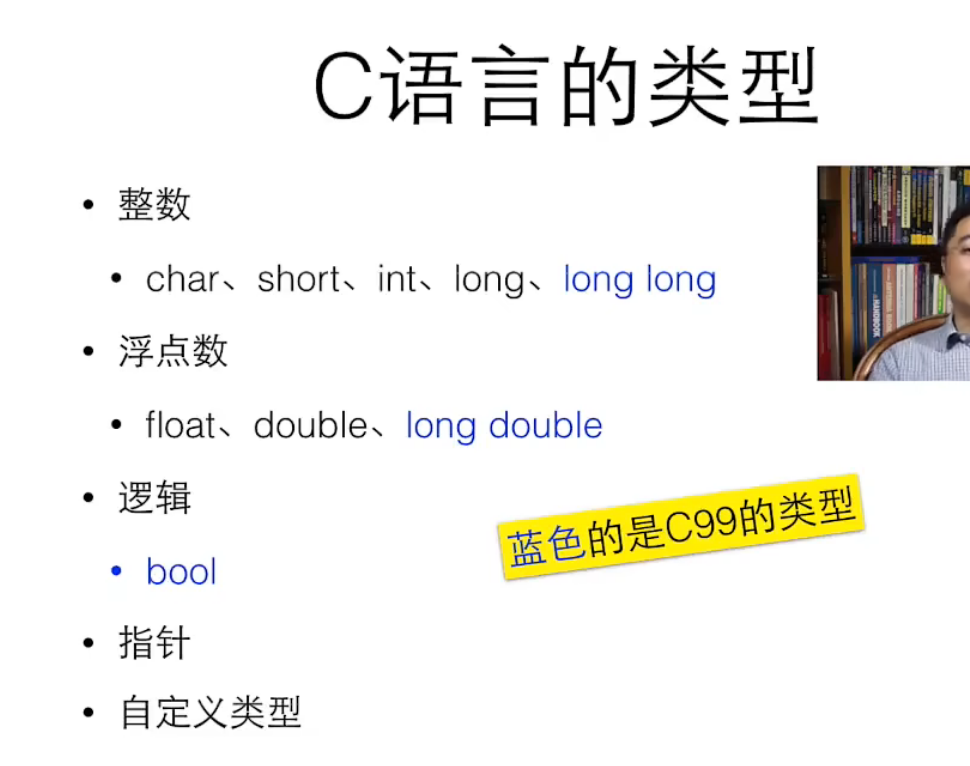 C语言的类型
• 整数
• char、short、int、long、long long
• 浮点数
• float、double、long double
• 逻辑
蓝色的是C99的类型
• bool
• 指针
• 自定义类型
HANDBOOK